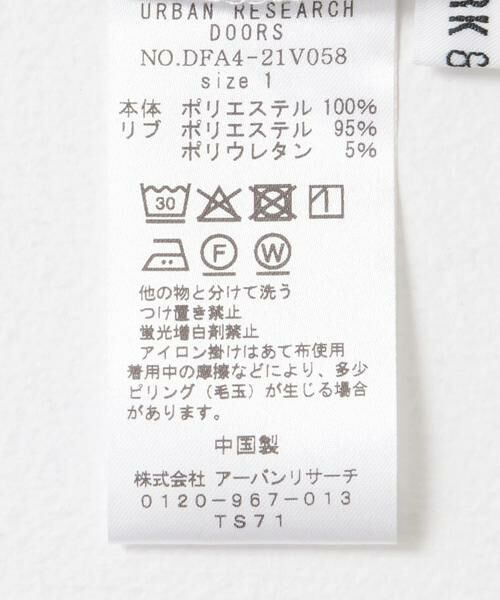 URBAN RESEARCH
DOORS
NO.DFA4-21V058
size 1
本体 ポリエステル 100%
リブ ポリエステル 95%
ポリウレタン 5%
30
F W
他の物と分けて洗う
つけ置き禁止
蛍光増白剤禁止
アイロン掛けはあて布使用
着用中の摩擦などにより、多少
ピリング(毛玉)が生じる場合
があります。
中国製
株式会社 アーバンリサーチ
0120-967-013
TS71
RK &